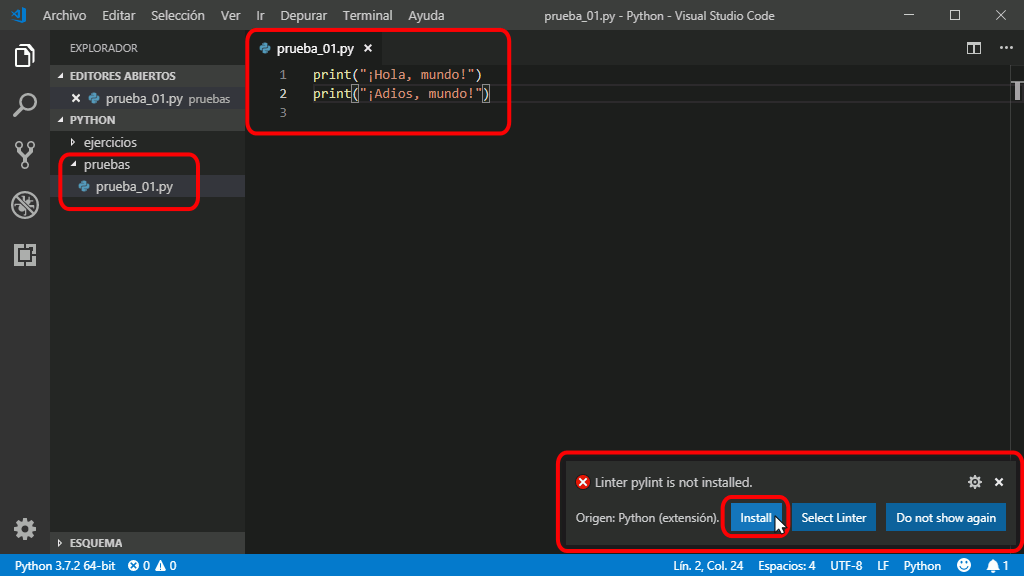 Archivo Editar Selección Ver Ir Depurar Terminal Ayuda prueba_01.py - Python - Visual Studio Code
EXPLORADOR
EDITORES ABIERTOS
prueba_01.py pruebas
PYTHON
ejercicios
pruebas
prueba_01.py
ESQUEMA
prueba_01.py
1 print("¡Hola, mundo!")
2 print("¡Adios, mundo!")
3
Linter pylint is not installed.
Origen: Python (extensión). Install Select Linter Do not show again
Python 3.7.2 64-bit 0 0 Lín. 2, Col. 24 Espacios: 4 UTF-8 LF Python 1